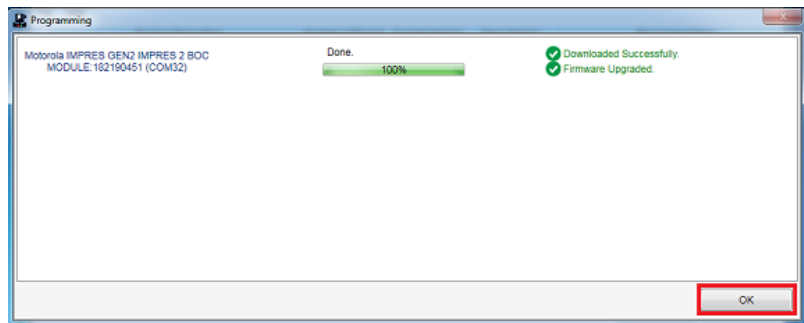 Programming
Motorola IMPRES GEN2 IMPRES 2 BOC
MODULE:182190451 (COM32)
Done.
100%
Downloaded Successfully.
Firmware Upgraded.
OK